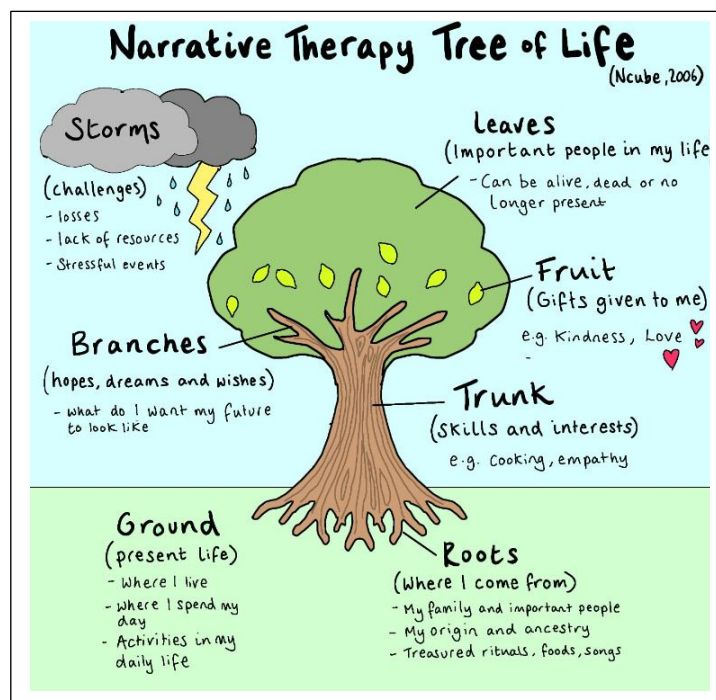 Narrative Therapy Tree of Life
(Ncube, 2006)
Storms
(challenges)
- losses
- lack of resources
- Stressful events
Leaves
(Important people in my life)
- Can be alive, dead or no
longer present
Fruit
(Gifts given to me)
e.g. Kindness, Love
-
Branches
(hopes, dreams and wishes)
- What do I want my future
to look like
Trunk
(Skills and interests)
e.g. Cooking, empathy
Ground
(present life)
- Where I live
- Where I spend my
day
- Activities in my
daily life
Roots
(Where I come from)
- My family and important people
- My origin and ancestry
- Treasured rituals, foods, songs